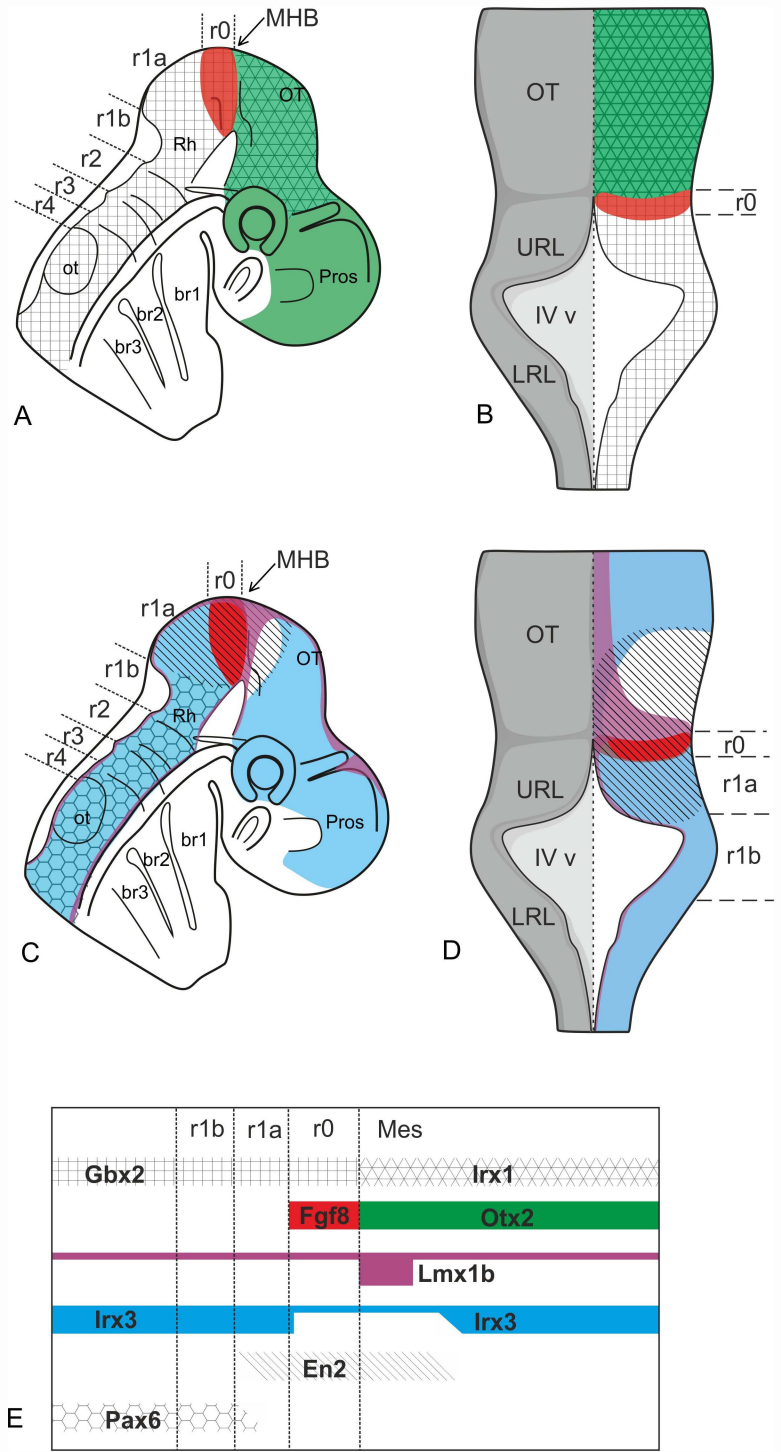 r0 MHB
r1a
OT
r1b
Rh
r2
r3
r4
ot
Pros
br1
br2
br3
A
OT
r0
URL
IV v
LRL
B
MHB
r0
r1a
OT
r1b
Rh
r2
r3
r4
ot
Pros
br1
br2
br3
C
OT
r0
URL
r1a
IV v
r1b
LRL
D
r1b r1a r0 Mes
Gbx2 Irx1
Fgf8 Otx2
Lmx1b
Irx3 Irx3
En2
Pax6
E